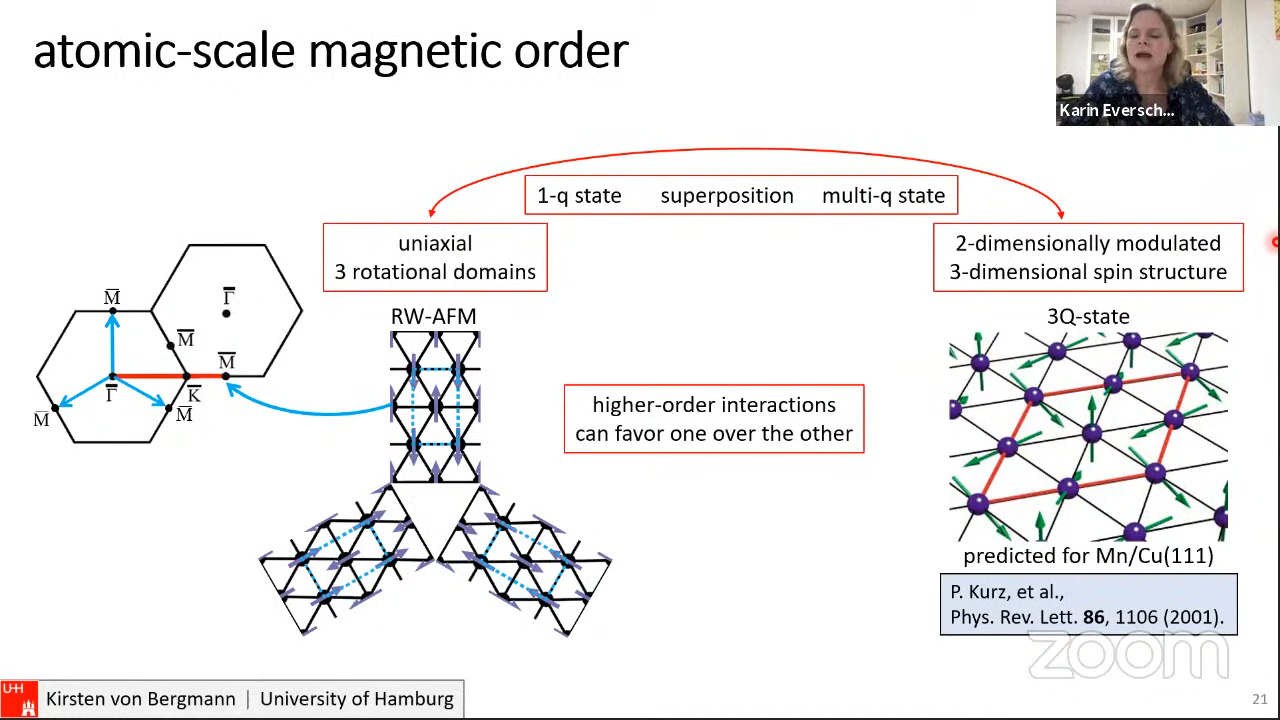 atomic-scale magnetic order
Karin Eversch...
1-q state superposition multi-q state
uniaxial
3 rotational domains
2-dimensionally modulated
3-dimensional spin structure
M̅
Γ̅
M̅
M̅
Γ̅
K̅
M̅
M̅
RW-AFM
3Q-state
higher-order interactions
can favor one over the other
predicted for Mn/Cu(111)
P. Kurz, et al.,
Phys. Rev. Lett. 86, 1106 (2001).
zoom
UHH
Kirsten von Bergmann | University of Hamburg
21